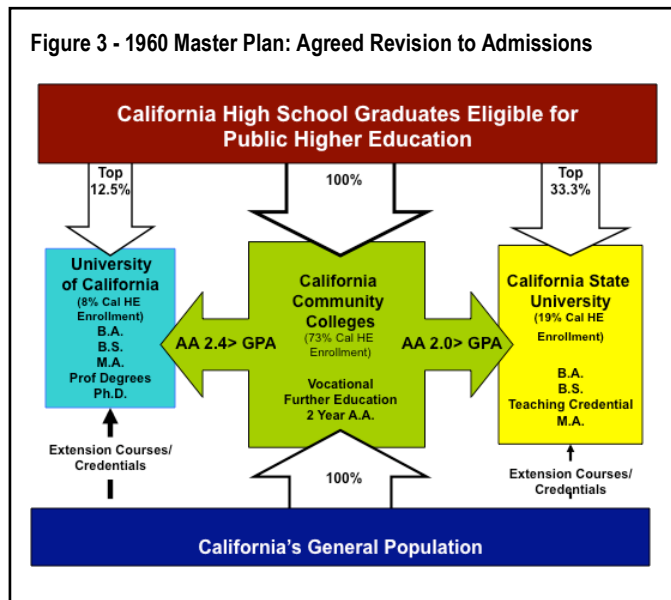 Figure 3 - 1960 Master Plan: Agreed Revision to Admissions
California High School Graduates Eligible for
Public Higher Education
Top
12.5%
100%
Top
33.3%
University
of California
(8% Cal HE
Enrollment)
B.A.
B.S.
M.A.
Prof Degrees
Ph.D.
AA 2.4> GPA
California
Community
Colleges
(73% Cal HE
Enrollment)
Vocational
Further Education
2 Year A.A.
AA 2.0> GPA
California State
University
(19% Cal HE
Enrollment)
B.A.
B.S.
Teaching Credential
M.A.
Extension Courses/
Credentials
100%
Extension Courses/
Credentials
California's General Population